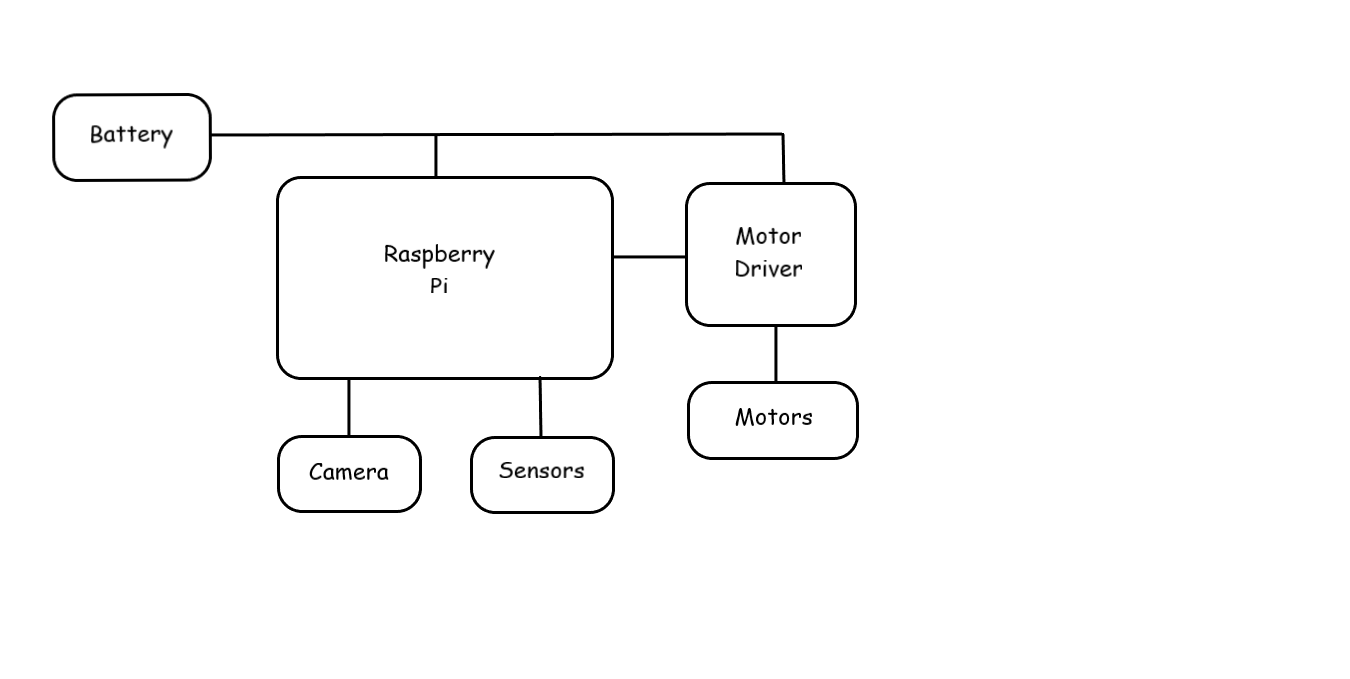 Battery
Raspberry
Pi
Motor
Driver
Motors
Camera
Sensors